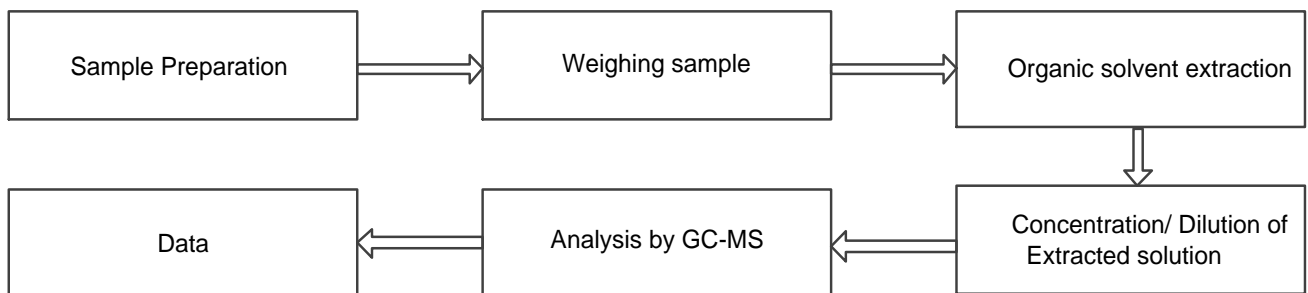 Sample Preparation
Weighing sample
Organic solvent extraction
Concentration/ Dilution of
Extracted solution
Analysis by GC-MS
Data